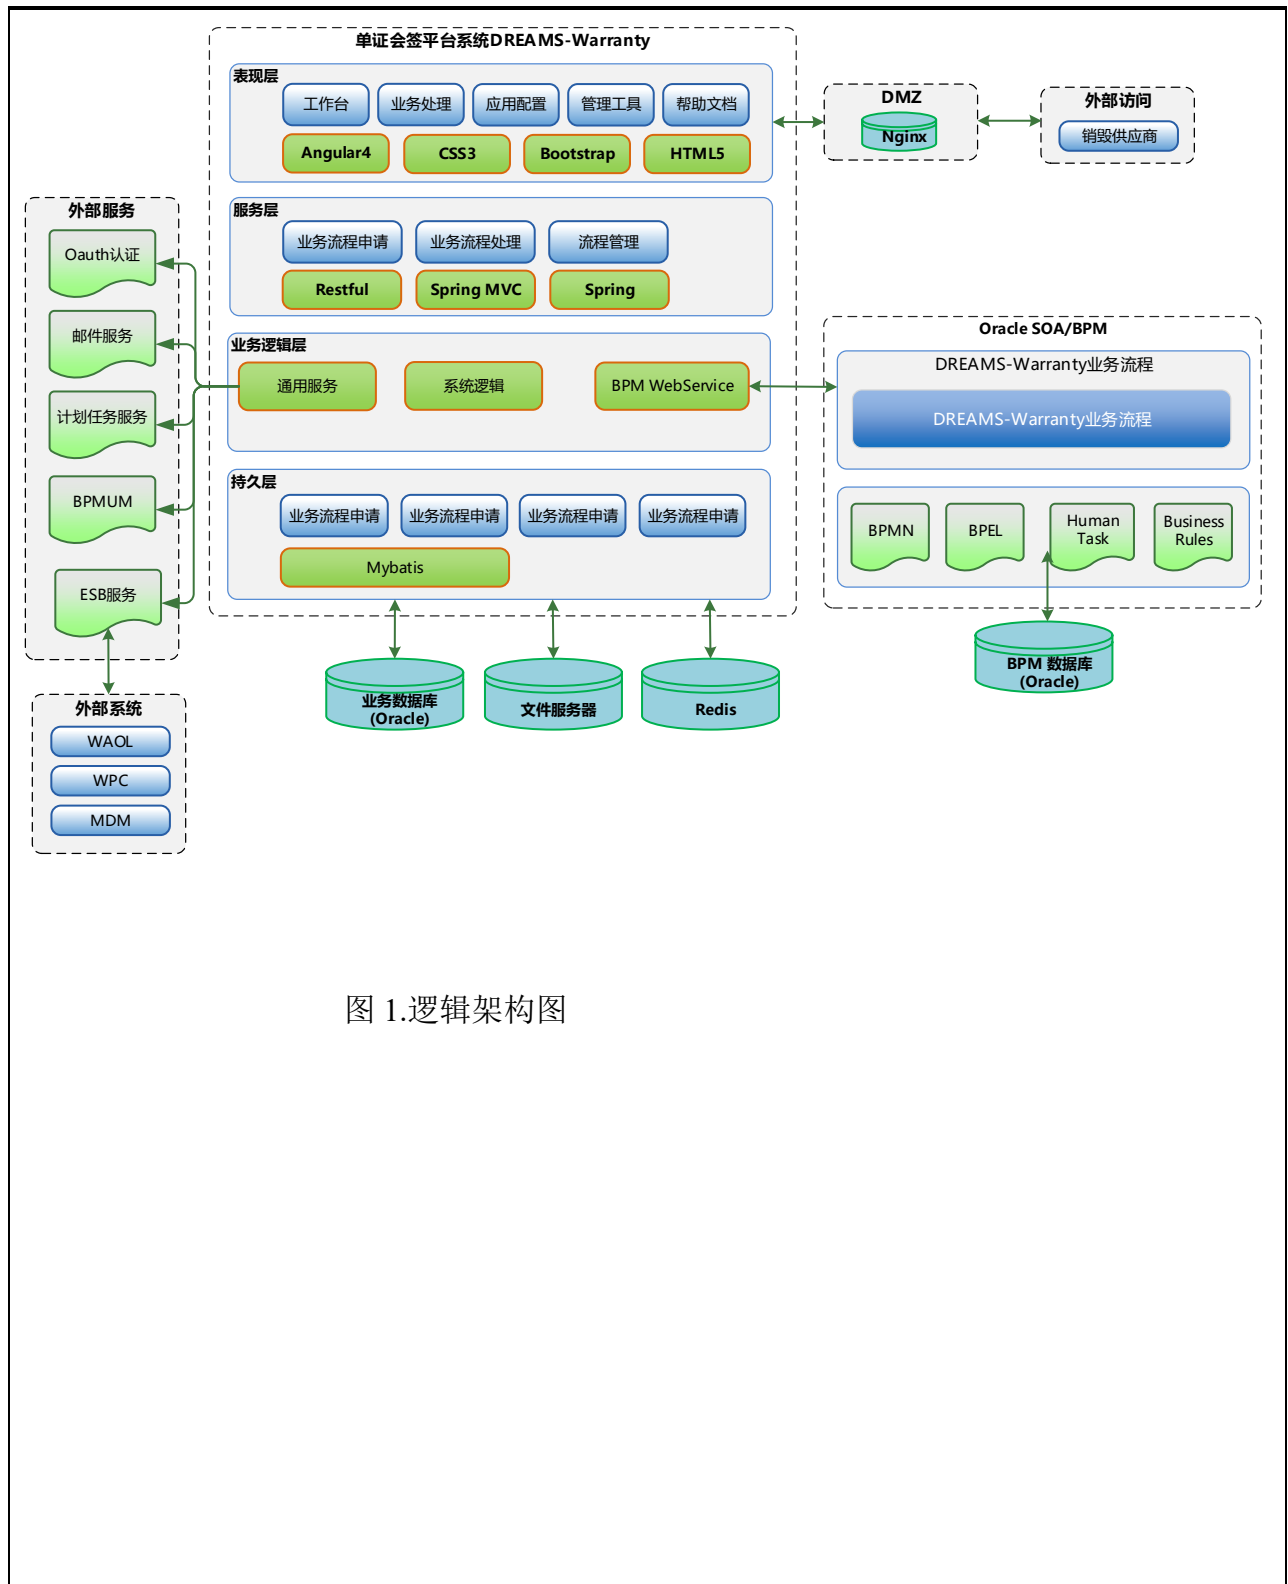 单证会签平台系统DREAMS-Warranty
表现层
工作台
业务处理
应用配置
管理工具
帮助文档
Angular4
CSS3
Bootstrap
HTML5
DMZ
Nginx
外部访问
销毁供应商
服务层
业务流程申请
业务流程处理
流程管理
Restful
Spring MVC
Spring
外部服务
Oauth认证
邮件服务
计划任务服务
BPMUM
ESB服务
业务逻辑层
通用服务
系统逻辑
BPM WebService
Oracle SOA/BPM
DREAMS-Warranty业务流程
DREAMS-Warranty业务流程
BPMN
BPEL
Human
Task
Business
Rules
持久层
业务流程申请
业务流程申请
业务流程申请
业务流程申请
Mybatis
业务数据库
(Oracle)
文件服务器
Redis
BPM 数据库
(Oracle)
外部系统
WAOL
WPC
MDM
图 1.逻辑架构图